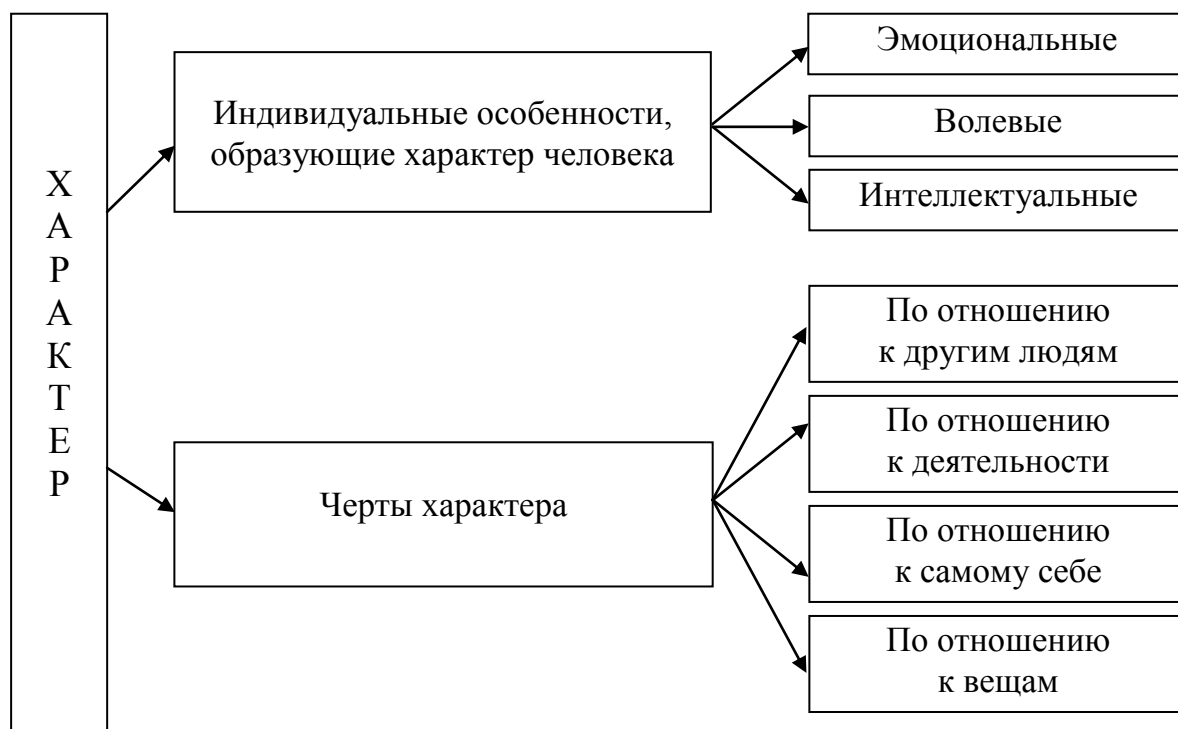 ХАРАКТЕР
Индивидуальные особенности,
образующие характер человека
Эмоциональные
Волевые
Интеллектуальные
Черты характера
По отношению
к другим людям
По отношению
к деятельности
По отношению
к самому себе
По отношению
к вещам